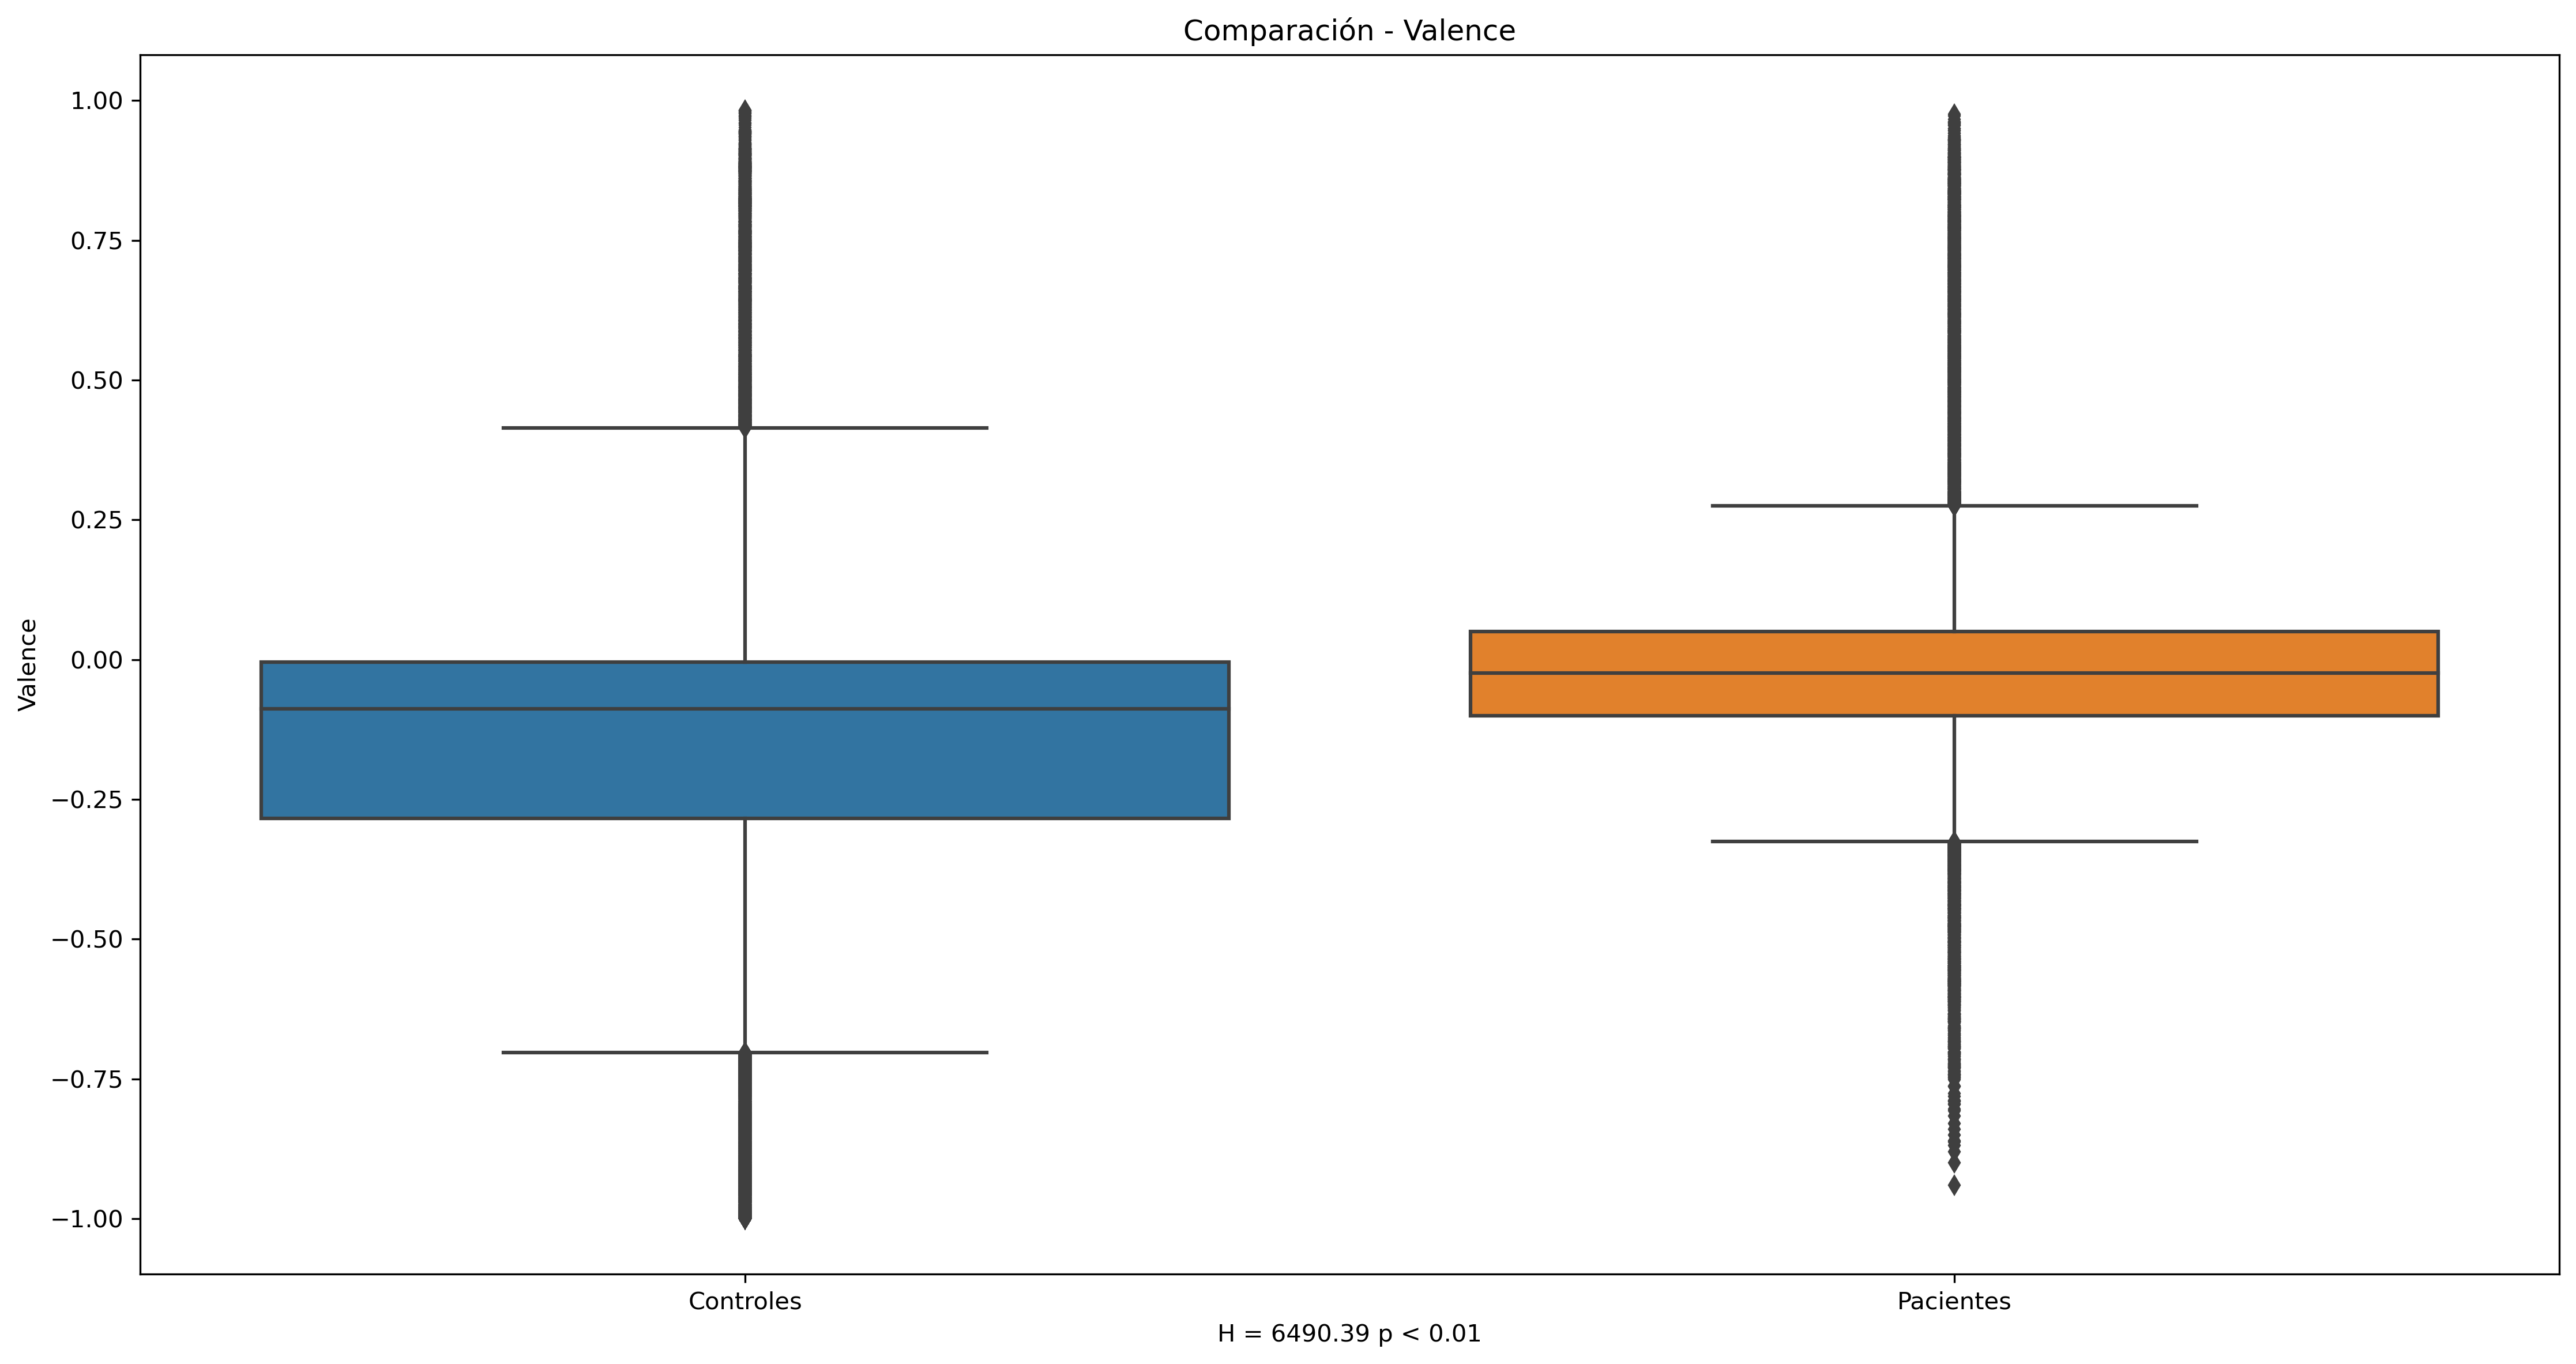 Comparación - Valence
1.00
0.75
0.50
0.25
0.00
−0.25
−0.50
−0.75
−1.00
Valence
Controles
Pacientes
H = 6490.39 p < 0.01